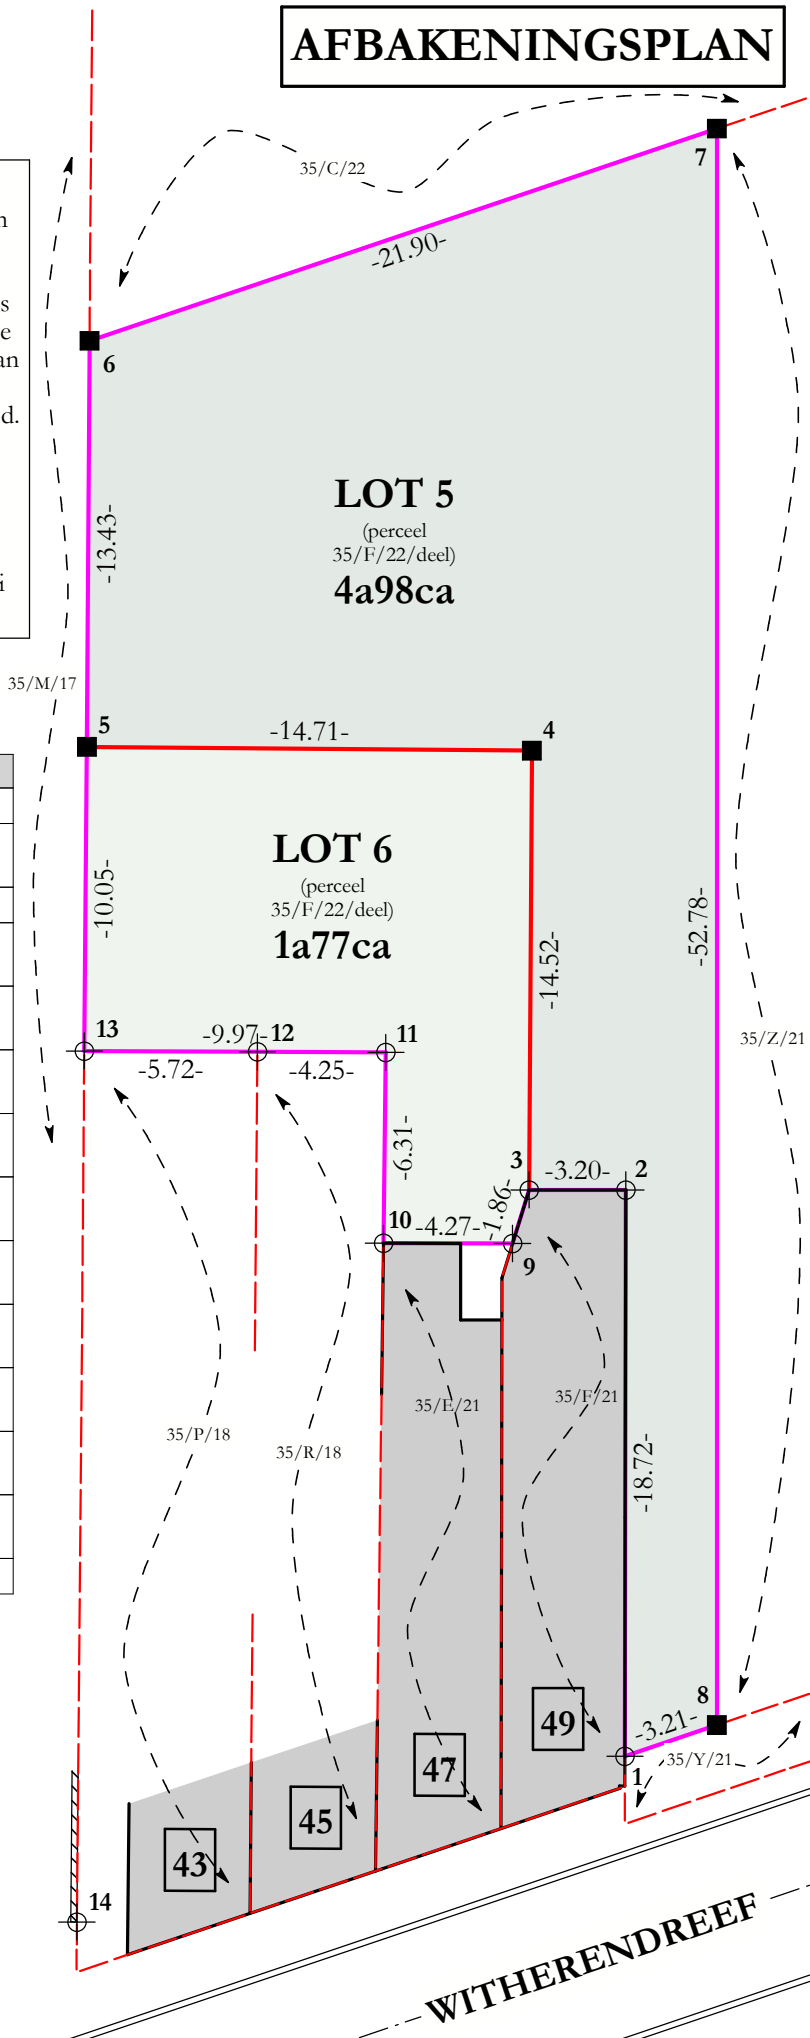 AFBAKENINGSPLAN
35/C/22
7
-21.90-
n
s
e
an
d.
i
6
-13.43-
LOT 5
(perceel
35/F/22/deel)
4a98ca
35/M/17
5
-14.71-
4
LOT 6
(perceel
35/F/22/deel)
1a77ca
-10.05-
-14.52-
-52.78-
13
-9.97-
12
11
-5.72-
-4.25-
35/Z/21
-6.31-
3
-3.20-
2
-1.86-
10
-4.27-
9
35/P/18
35/R/18
35/E/21
35/F/21
-18.72-
8
-3.21-
35/Y/21
1
49
47
45
43
14
WITHERENDREEF